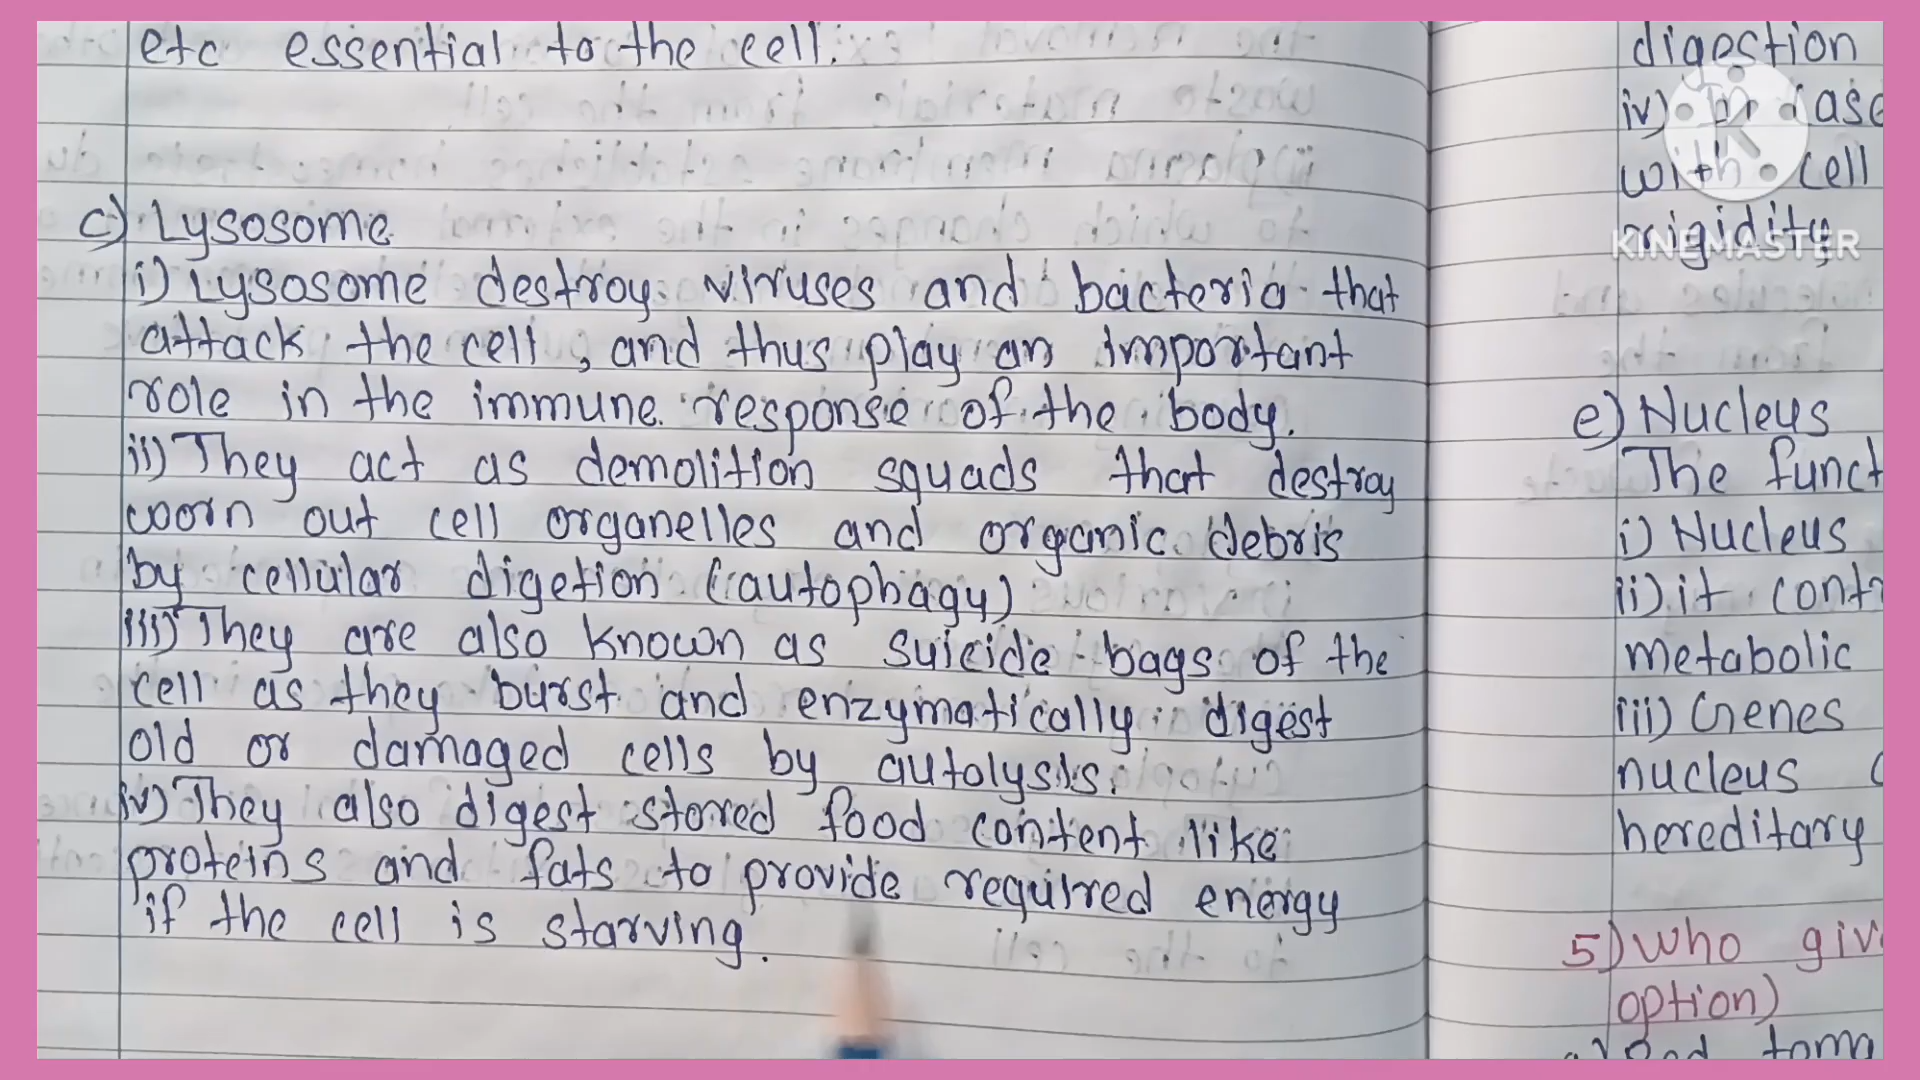 etc essential to the cell.
c) Lysosome
i) Lysosome destroy viruses and bacteria that
attack the cell, and thus play an important
role in the immune response of the body.
ii) They act as demolition squads that destroy
worn out cell organelles and organic debris
by cellular digetion (autophagy)
iii) They are also known as suicide bags of the
cell as they burst and enzymatically digest
old or damaged cells by autolysis.
iv) They also digest stored food content like
proteins and fats to provide required energy
if the cell is starving.
digestion
iv)
with cell
rigidity
KINEMASTER
e) Nucleus
The funct
i) Nucleus
ii) it contr
metabolic
iii) Genes
nucleus
hereditary
5) Who giv
option)